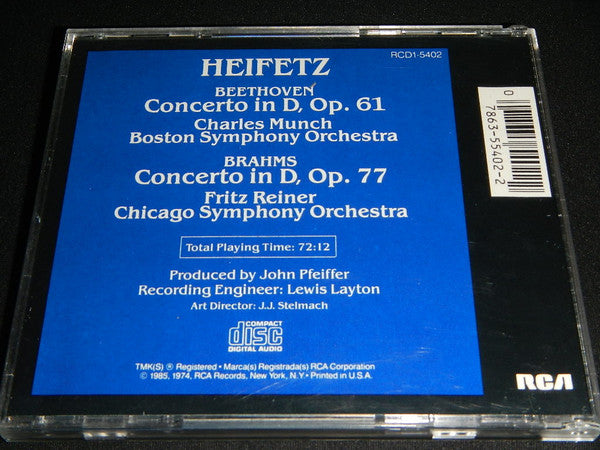 RCD1-5402
HEIFETZ
BEETHOVEN
Concerto in D, Op. 61
Charles Munch
Boston Symphony Orchestra
BRAHMS
Concerto in D, Op. 77
Fritz Reiner
Chicago Symphony Orchestra
Total Playing Time: 72:12
Produced by John Pfeiffer
Recording Engineer: Lewis Layton
Art Director: J.J. Stelmach
COMPACT
disc
DIGITAL AUDIO
TMK(S) ® Registered • Marca(s) Registrada(s) RCA Corporation
© 1985, 1974, RCA Records, New York, N.Y. • Printed in U.S.A.
0
7863-55402-2
RCA